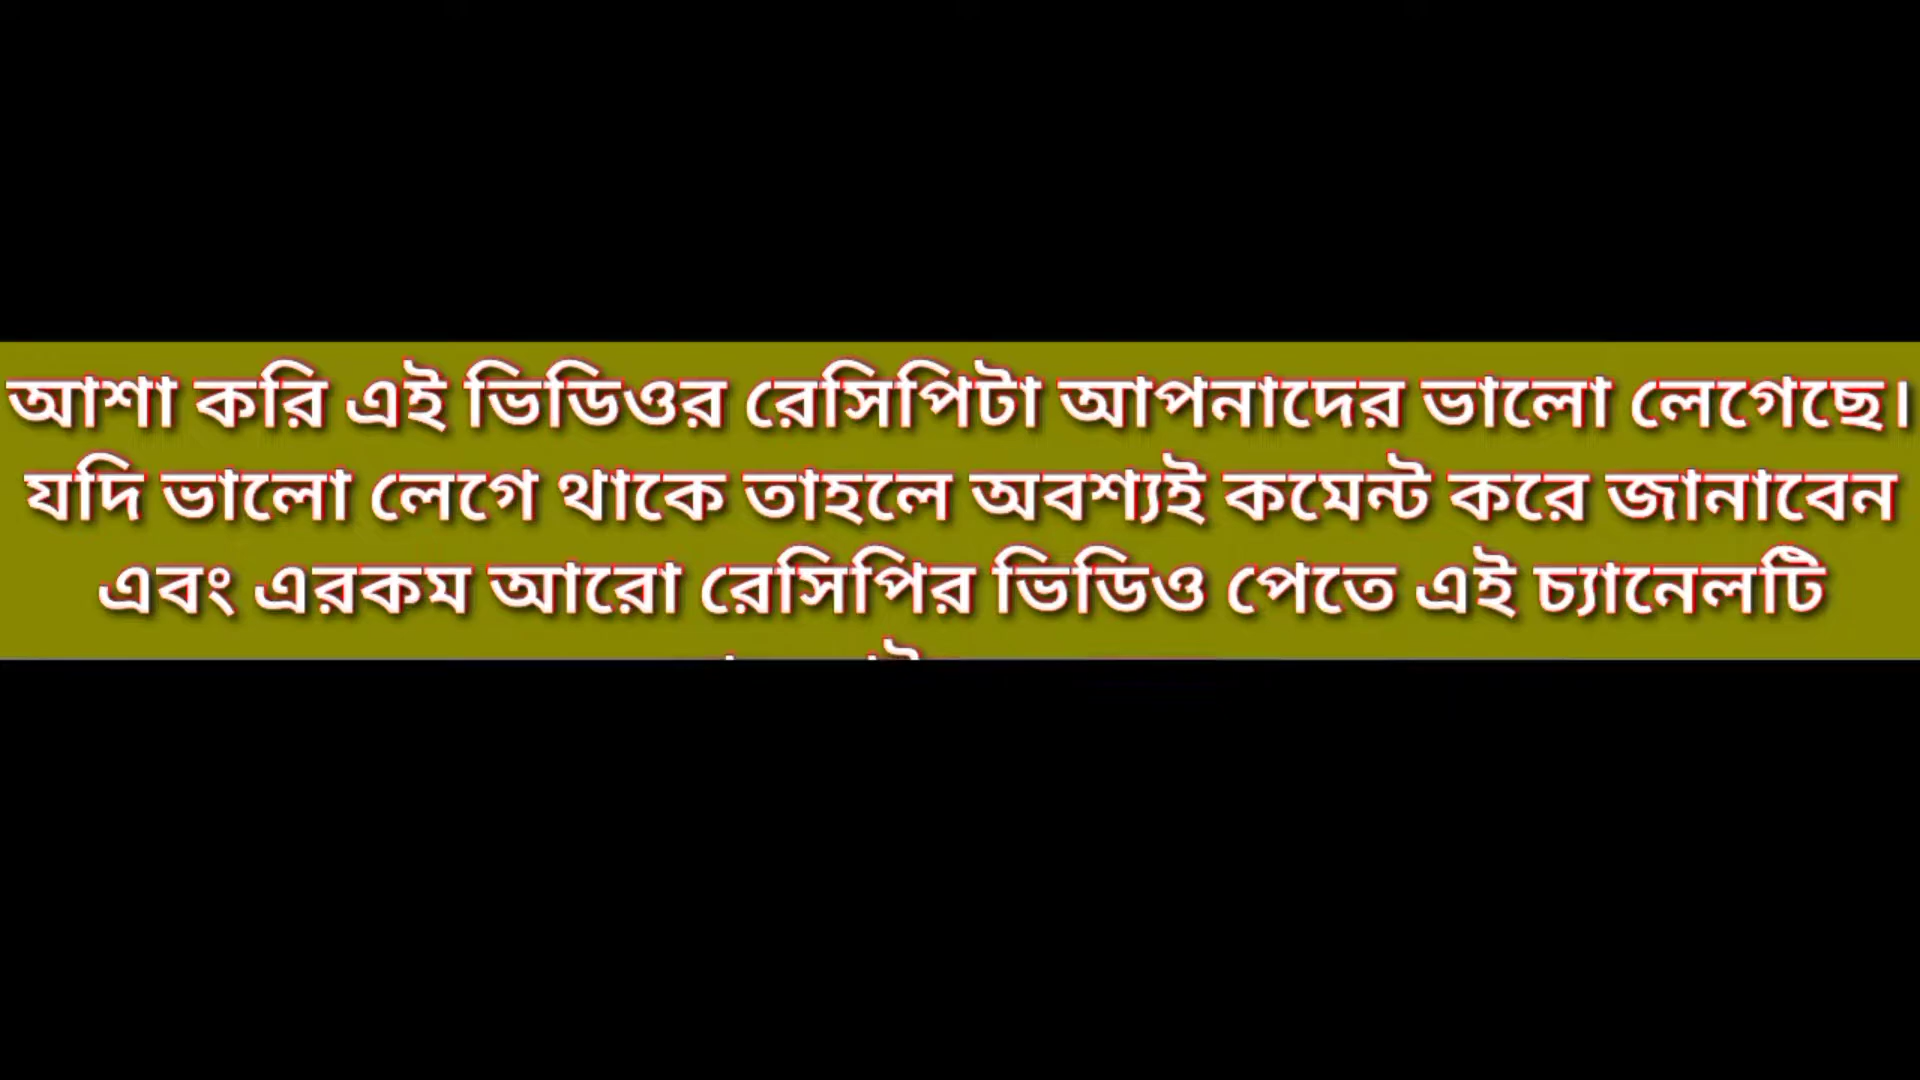 আশা করি এই ভিডিওর রেসিপিটা আপনাদের ভালো লেগেছে।
যদি ভালো লেগে থাকে তাহলে অবশ্যই কমেন্ট করে জানাবেন
এবং এরকম আরো রেসিপির ভিডিও পেতে এই চ্যানেলটি